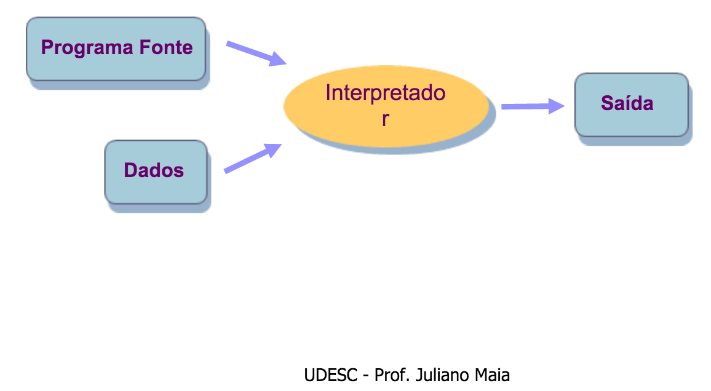 Programa Fonte
Interpretado
r
Saída
Dados
UDESC - Prof. Juliano Maia